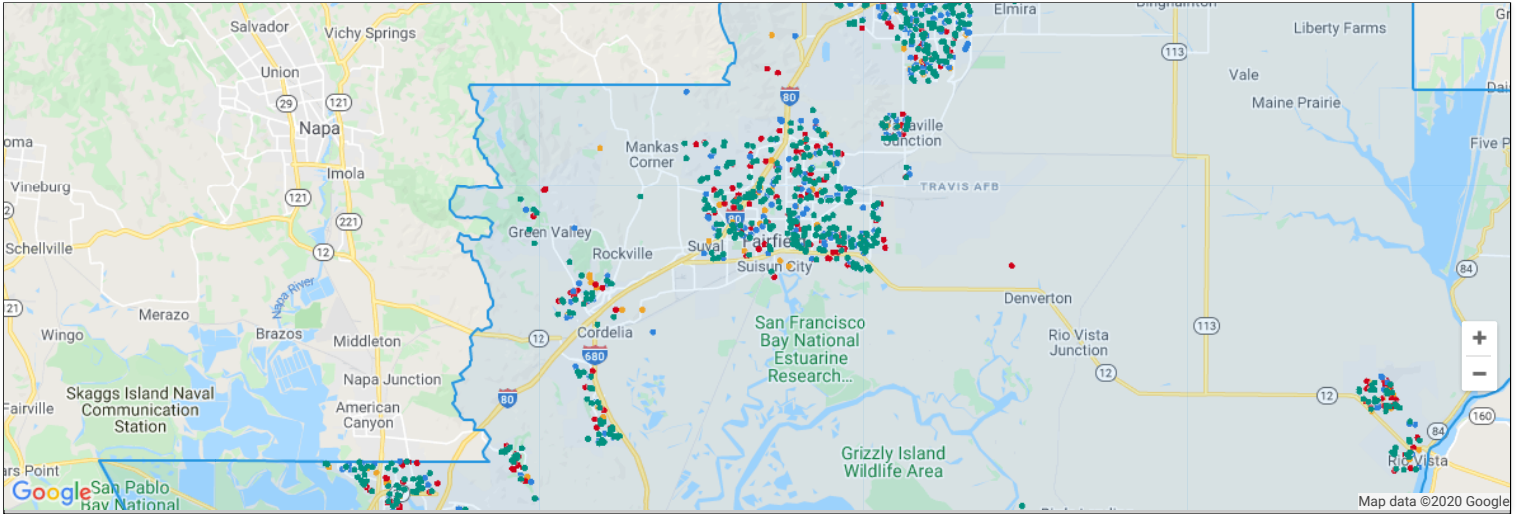 Salvador
Vichy Springs
Elmira
Liberty Farms
113
Vale
Union
29
121
80
Maine Prairie
Napa
Mankas
Corner
Junction
Five P
Imola
Vineburg
121
TRAVIS AFB
221
80
Green Valley
Schellville
12
Rockville
Suisun City
84
Napa River
Denverton
Merazo
Wingo
Brazos
Middleton
12
Cordelia
San Francisco
Bay National
Estuarine
Research...
113
Rio Vista
Junction
+
−
680
12
Napa Junction
Skaggs Island Naval
Communication
Station
80
American
Canyon
12
160
84
Fairville
Grizzly Island
Wildlife Area
Rio Vista
Google
San Pablo
Bay National
Map data ©2020 Google